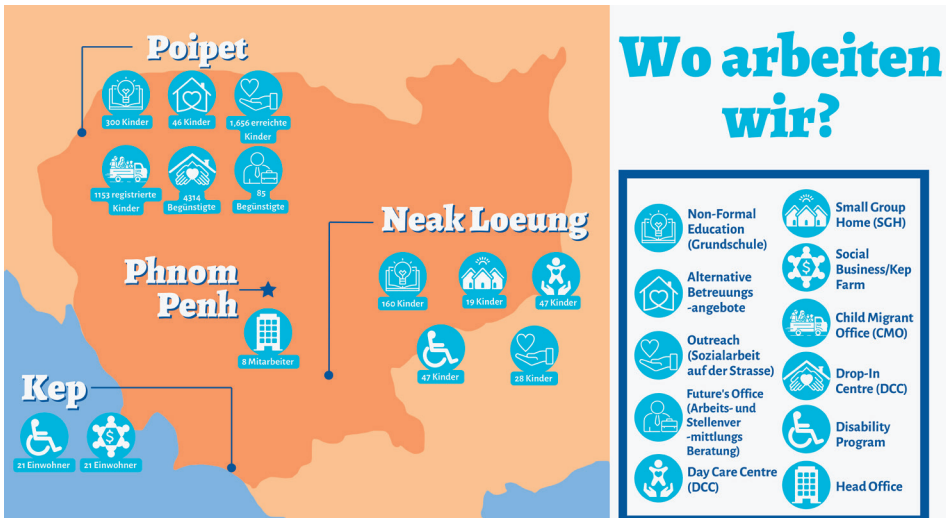 Poipet
300 Kinder
46 Kinder
1,656 erreichte
Kinder
1153 registrierte
Kinder
4314
Begünstigte
85
Begünstigte
Neak Loeung
160 Kinder
19 Kinder
47 Kinder
47 Kinder
28 Kinder
Phnom
Penh
8 Mitarbeiter
Kep
21 Einwohner
21 Einwohner
Wo arbeiten
wir?
Non-Formal
Education
(Grundschule)
Alternative
Betreuungs
-angebote
Outreach
(Sozialarbeit
auf der Strasse)
Future's Office
(Arbeits- und
Stellenver
-mittlungs
Beratung)
Day Care Centre
(DCC)
Small Group
Home (SGH)
Social
Business/Kep
Farm
Child Migrant
Office (CMO)
Drop-In
Centre (DCC)
Disability
Program
Head Office